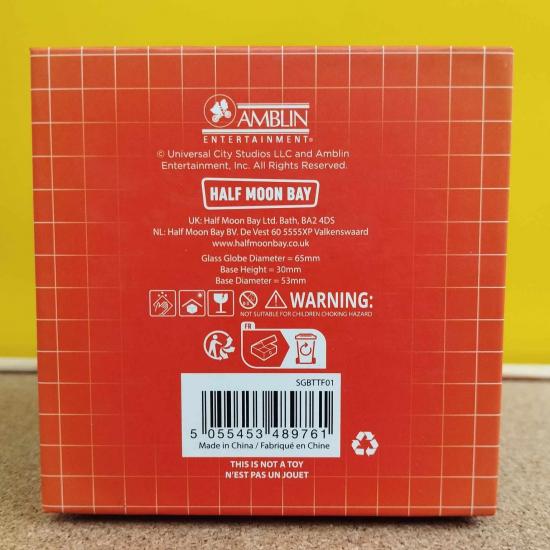 AMBLIN
ENTERTAINMENT®
© Universal City Studios LLC and Amblin
Entertainment, Inc. All Rights Reserved.
HALF MOON BAY
UK: Half Moon Bay Ltd. Bath, BA2 4DS
NL: Half Moon Bay BV. De Vest 60 5555XP Valkenswaard
www.halfmoonbay.co.uk
Glass Globe Diameter = 65mm
Base Height = 30mm
Base Diameter = 53mm
WARNING:
NOT SUITABLE FOR CHILDREN CHOKING HAZARD
FR
SGBTTF01
5 055453 489761
Made in China / Fabriqué en Chine
THIS IS NOT A TOY
N'EST PAS UN JOUET